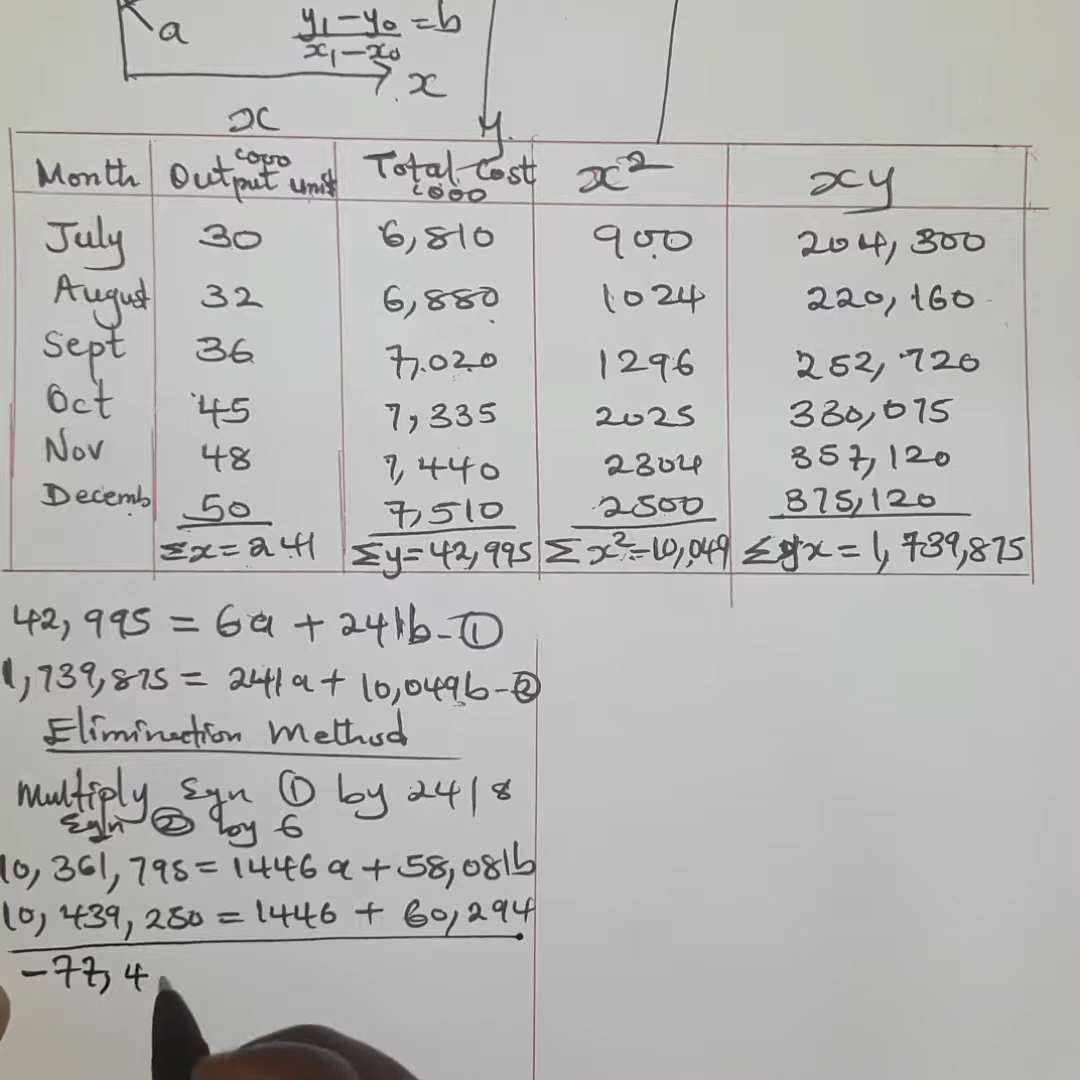 a
y₁-y₀ = b
x₁-x₀
x
x y
Month Output unit ('000) Total Cost '000 x² xy
July 30 6,810 900 204,300
August 32 6,880 1024 220,160
Sept 36 7,020 1296 252,720
Oct 45 7,335 2025 330,075
Nov 48 7,440 2304 357,120
Decemb 50 7,510 2500 375,120
Σx=241 Σy=42,995 Σx²=10,049 Σyx=1,739,875
42,995 = 6a + 241b-①
1,739,875 = 241a + 10,049b-②
Elimination Method
Multiply Eqn ① by 241 &
Eqn ② by 6
10,361,795 = 1446a + 58,081b
10,439,250 = 1446 + 60,294
-77,4